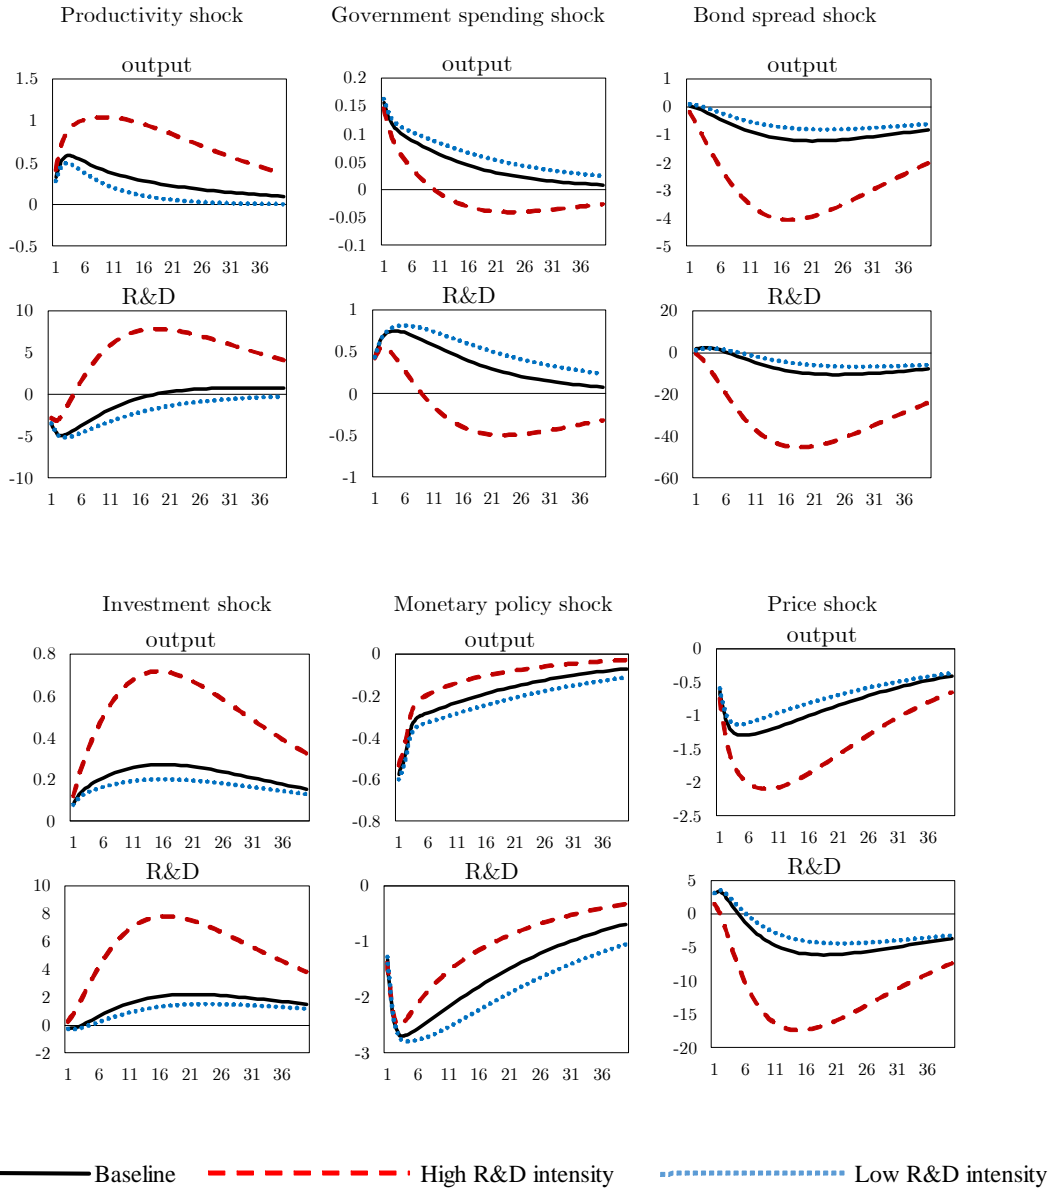 Productivity shock Government spending shock Bond spread shock
output output output
1.5 0.2 1
1 0.15 0
0.5 0.1 -1
0 0.05 -2
-0.5 0 -3
-0.05 -4
-0.1 -5
1 6 11 16 21 26 31 36 1 6 11 16 21 26 31 36 1 6 11 16 21 26 31 36
R&D R&D R&D
10 1 20
5 0.5 0
0 0 -20
-5 -0.5 -40
-10 -1 -60
1 6 11 16 21 26 31 36 1 6 11 16 21 26 31 36 1 6 11 16 21 26 31 36
Investment shock Monetary policy shock Price shock
output output output
0.8 0 0
0.6 -0.2 -0.5
0.4 -0.4 -1
0.2 -0.6 -1.5
0 -0.8 -2
-2.5
1 6 11 16 21 26 31 36 1 6 11 16 21 26 31 36 1 6 11 16 21 26 31 36
R&D R&D R&D
10 0 5
8 -1 0
6 -2 -5
4 -3 -10
2 -15
0 -20
-2
1 6 11 16 21 26 31 36 1 6 11 16 21 26 31 36 1 6 11 16 21 26 31 36
Baseline High R&D intensity Low R&D intensity